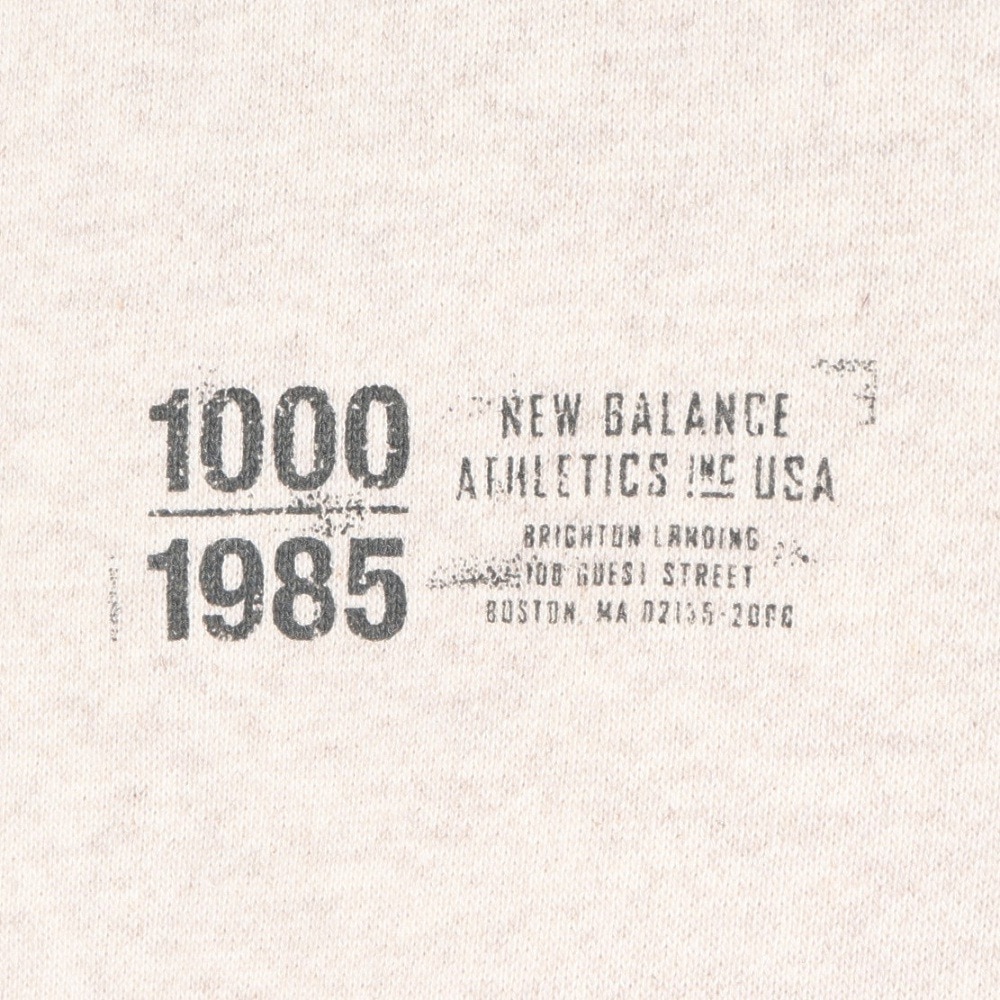 1000
1985
NEW BALANCE
ATHLETICS INC USA
BRIGHTON LANDING
100 GUEST STREET
BOSTON, MA